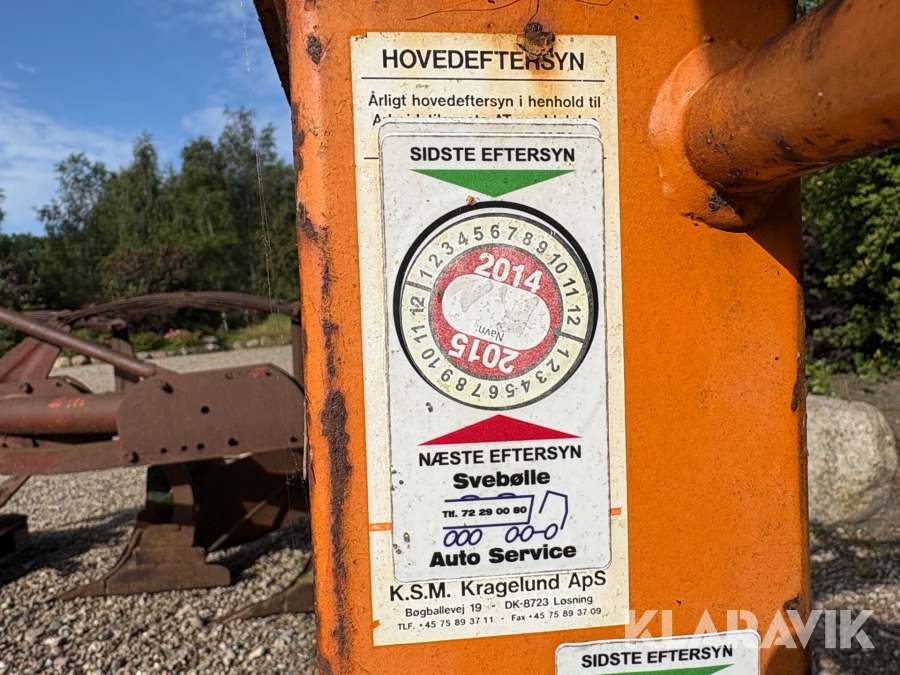 HOVEDEFTERSYN
Årligt hovedeftersyn i henhold til
SIDSTE EFTERSYN
1 2 3 4 5 6 7 8 9 10 11 12
2014
Navn:
2015
1 2 3 4 5 6 7 8 9 10 11 12
NÆSTE EFTERSYN
Svebølle
Tlf. 72 29 00 80
Auto Service
K.S.M. Kragelund ApS
Bøgballevej 19 - DK-8723 Løsning
TLF. +45 75 89 37 11 - Fax +45 75 89 37 09
KLARAVIK
SIDSTE EFTERSYN